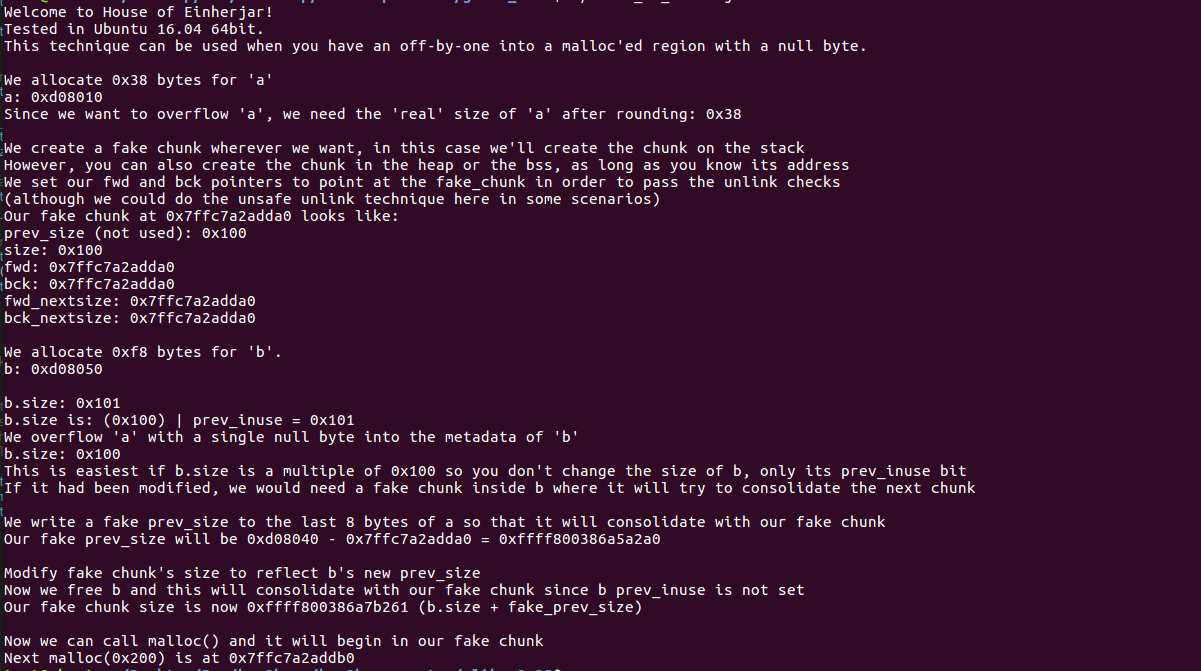 Welcome to House of Einherjar!
Tested in Ubuntu 16.04 64bit.
This technique can be used when you have an off-by-one into a malloc'ed region with a null byte.
We allocate 0x38 bytes for 'a'
a: 0xd08010
Since we want to overflow 'a', we need the 'real' size of 'a' after rounding: 0x38
We create a fake chunk wherever we want, in this case we'll create the chunk on the stack
However, you can also create the chunk in the heap or the bss, as long as you know its address
We set our fwd and bck pointers to point at the fake_chunk in order to pass the unlink checks
(although we could do the unsafe unlink technique here in some scenarios)
Our fake chunk at 0x7ffc7a2adda0 looks like:
prev_size (not used): 0x100
size: 0x100
fwd: 0x7ffc7a2adda0
bck: 0x7ffc7a2adda0
fwd_nextsize: 0x7ffc7a2adda0
bck_nextsize: 0x7ffc7a2adda0
We allocate 0xf8 bytes for 'b'.
b: 0xd08050
b.size: 0x101
b.size is: (0x100) | prev_inuse = 0x101
We overflow 'a' with a single null byte into the metadata of 'b'
b.size: 0x100
This is easiest if b.size is a multiple of 0x100 so you don't change the size of b, only its prev_inuse bit
If it had been modified, we would need a fake chunk inside b where it will try to consolidate the next chunk
We write a fake prev_size to the last 8 bytes of a so that it will consolidate with our fake chunk
Our fake prev_size will be 0xd08040 - 0x7ffc7a2adda0 = 0xffff800386a5a2a0
Modify fake chunk's size to reflect b's new prev_size
Now we free b and this will consolidate with our fake chunk since b prev_inuse is not set
Our fake chunk size is now 0xffff800386a7b261 (b.size + fake_prev_size)
Now we can call malloc() and it will begin in our fake chunk
Next malloc(0x200) is at 0x7ffc7a2addb0